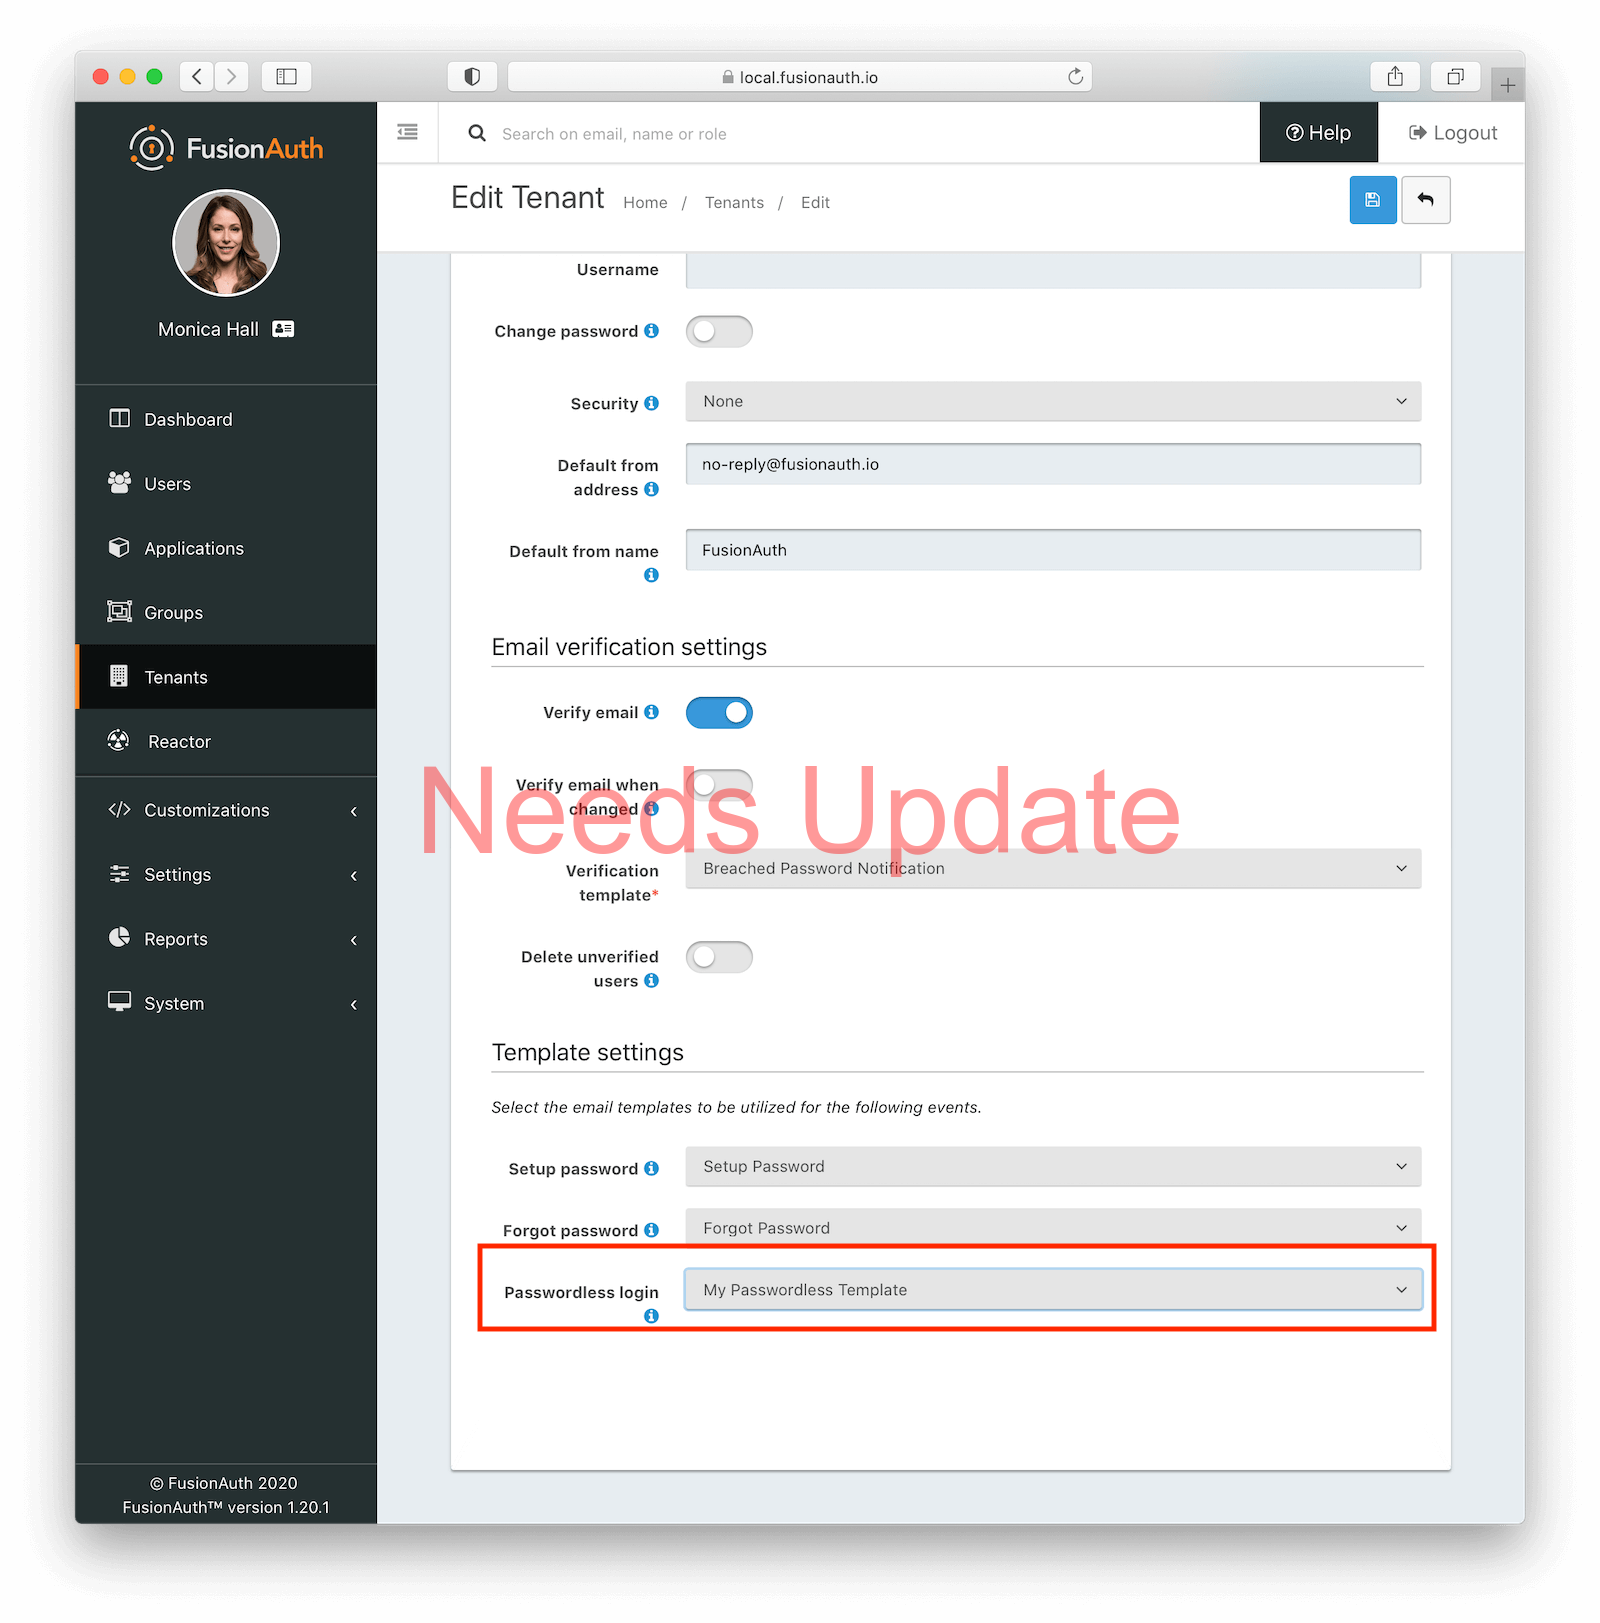 local.fusionauth.io
FusionAuth
Search on email, name or role
Help
Logout
Edit Tenant
Home / Tenants / Edit
Monica Hall
Dashboard
Users
Applications
Groups
Tenants
Reactor
Customizations
Settings
Reports
System
© FusionAuth 2020
FusionAuth™ version 1.20.1
Username
Change password
Security
None
Default from
address
no-reply@fusionauth.io
Default from name
FusionAuth
Email verification settings
Verify email
Verify email when
changed
Needs Update
Verification
template*
Breached Password Notification
Delete unverified
users
Template settings
Select the email templates to be utilized for the following events.
Setup password
Setup Password
Forgot password
Forgot Password
Passwordless login
My Passwordless Template